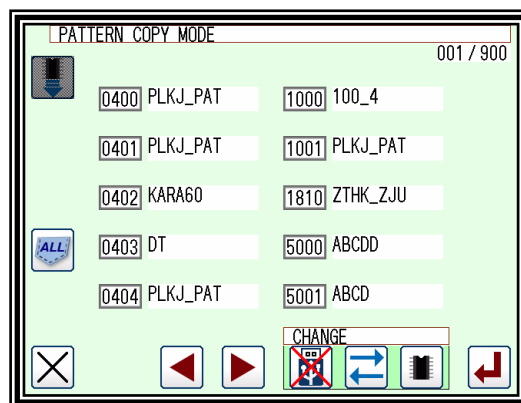 PATTERN COPY MODE
001 / 900
0400 PLKJ_PAT 1000 100_4
0401 PLKJ_PAT 1001 PLKJ_PAT
0402 KARA60 1810 ZTHK_ZJU
ALL 0403 DT 5000 ABCDD
0404 PLKJ_PAT 5001 ABCD
CHANGE